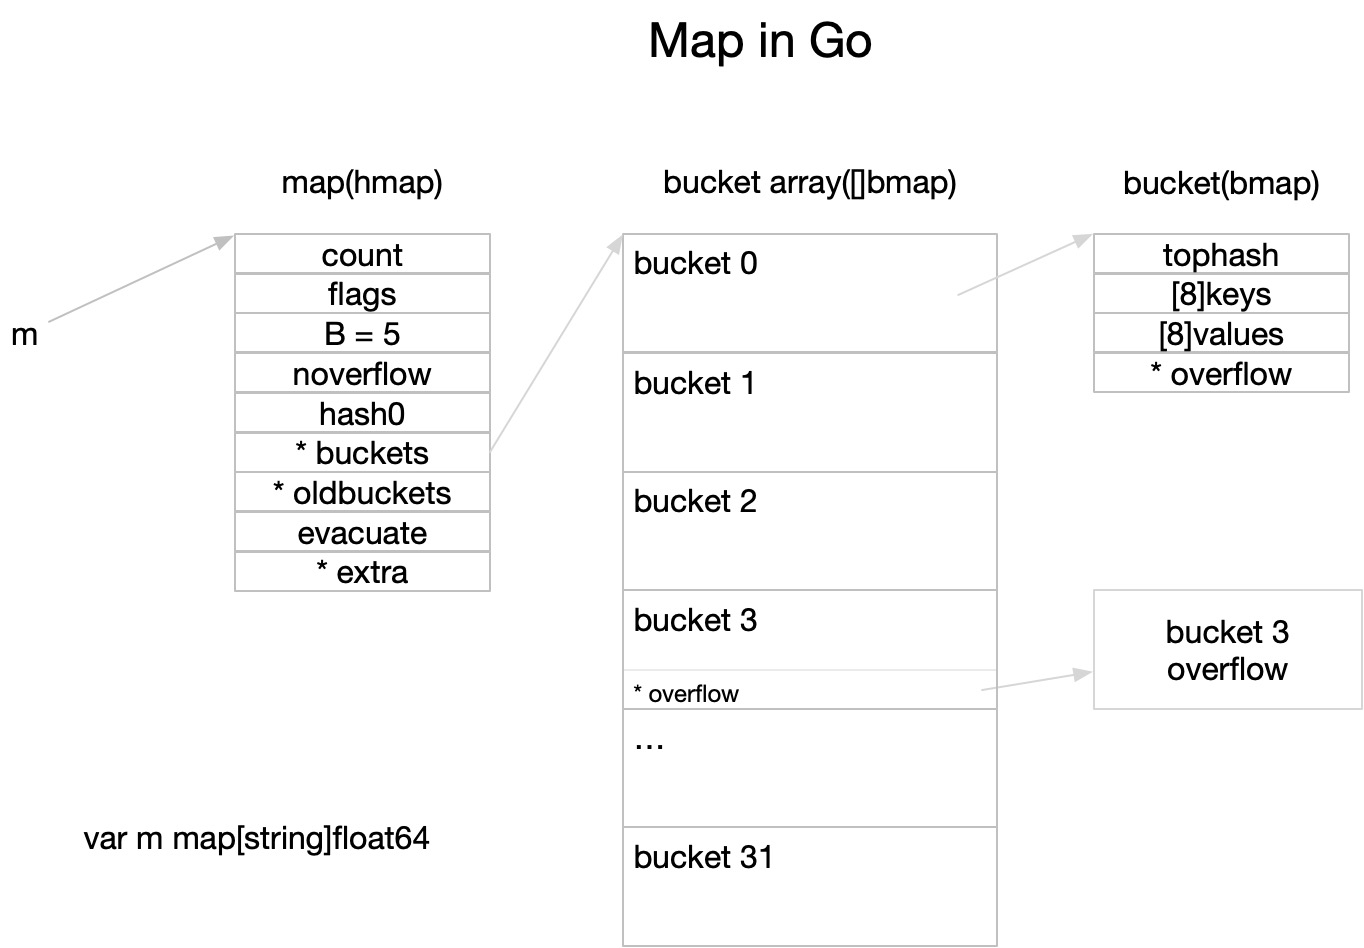 Map in Go
map(hmap)
bucket array([]bmap)
bucket(bmap)
m
count
flags
B = 5
noverflow
hash0
* buckets
* oldbuckets
evacuate
* extra
bucket 0
bucket 1
bucket 2
bucket 3
* overflow
...
bucket 31
tophash
[8]keys
[8]values
* overflow
bucket 3
overflow
var m map[string]float64